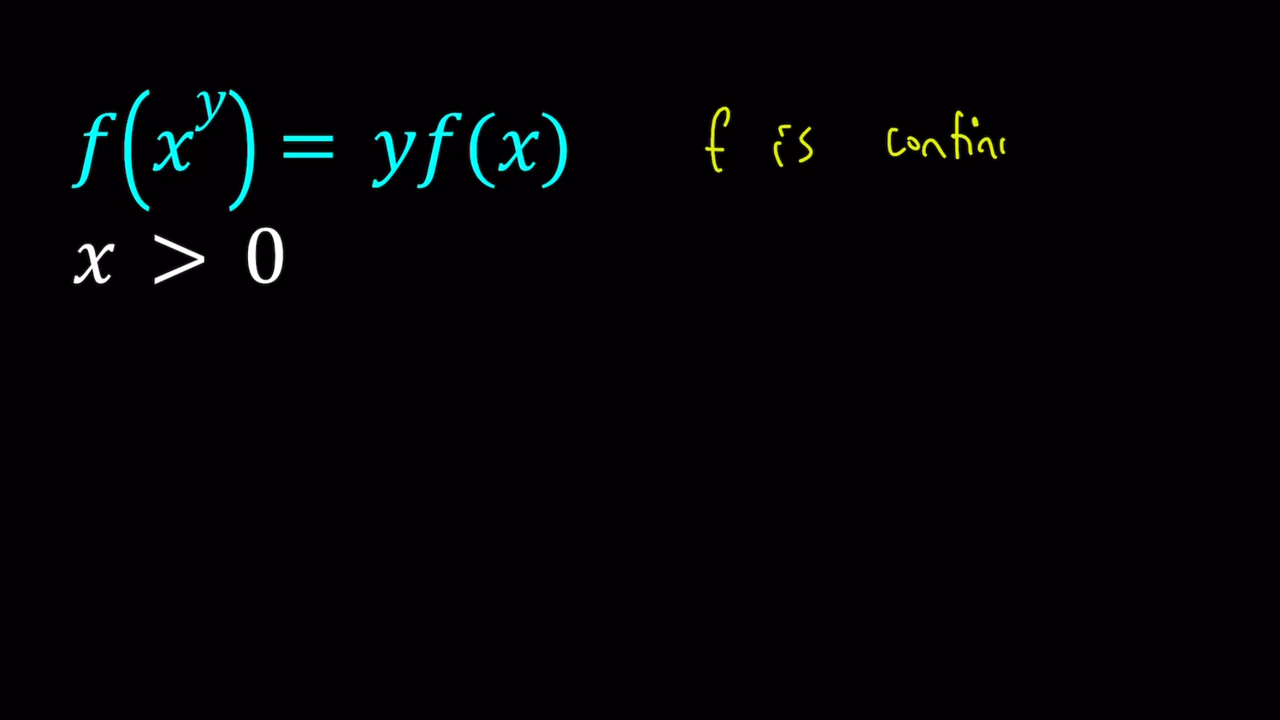 f(x^y) = yf(x) f is
x > 0